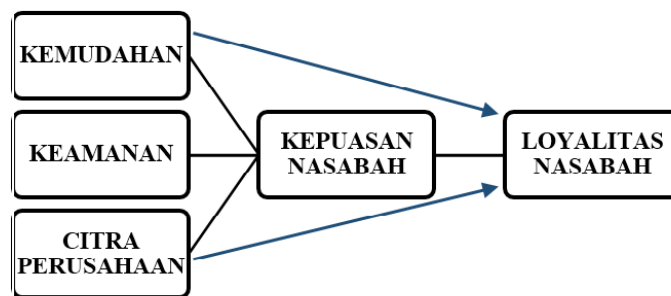 KEMUDAHAN
KEAMANAN
CITRA
PERUSAHAAN
KEPUASAN
NASABAH
LOYALITAS
NASABAH